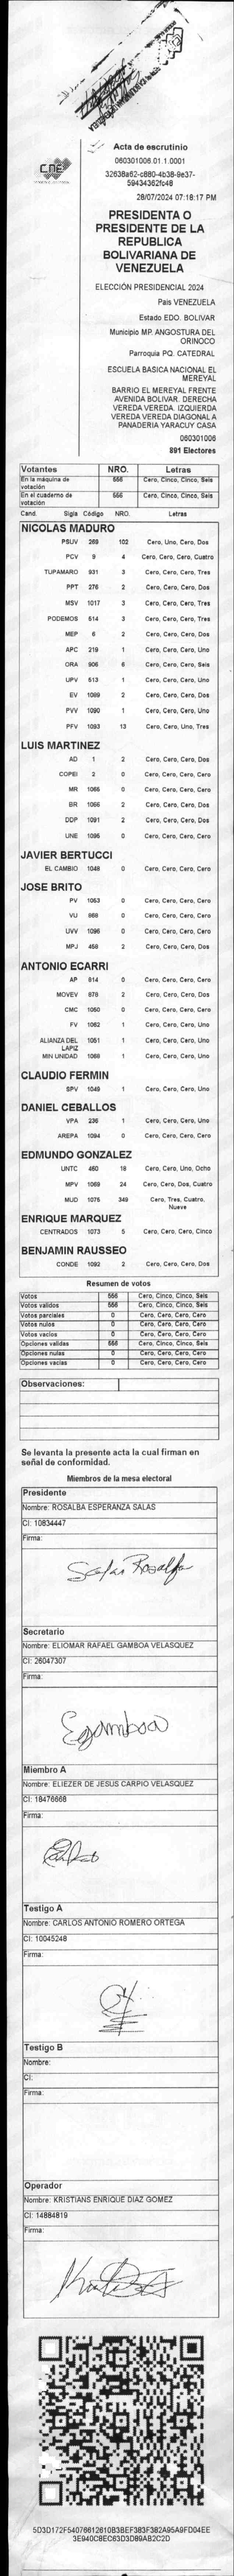 CNE
Acta de escrutinio
060301006.01.1.0001
32638a62-c880-4b38-9e37-
59434362fc48
28/07/2024 07:18:17 PM
PRESIDENTA O
PRESIDENTE DE LA
REPUBLICA
BOLIVARIANA DE
VENEZUELA
ELECCIÓN PRESIDENCIAL 2024
Pais VENEZUELA
Estado EDO. BOLIVAR
Municipio MP. ANGOSTURA DEL
ORINOCO
Parroquia PQ. CATEDRAL
ESCUELA BASICA NACIONAL EL
MEREYAL
BARRIO EL MEREYAL FRENTE
AVENIDA BOLIVAR. DERECHA
VEREDA VEREDA. IZQUIERDA
VEREDA VEREDA DIAGONAL A
PANADERIA YARACUY CASA
060301006
891 Electores
Votantes NRO. Letras
En la máquina de votación 556 Cero, Cinco, Cinco, Seis
En el cuaderno de votación 556 Cero, Cinco, Cinco, Seis
Cand. Sigla Código NRO. Letras
NICOLAS MADURO
PSUV 269 102 Cero, Uno, Cero, Dos
PCV 9 4 Cero, Cero, Cero, Cuatro
TUPAMARO 931 3 Cero, Cero, Cero, Tres
PPT 276 2 Cero, Cero, Cero, Dos
MSV 1017 3 Cero, Cero, Cero, Tres
PODEMOS 514 3 Cero, Cero, Cero, Tres
MEP 6 2 Cero, Cero, Cero, Dos
APC 219 1 Cero, Cero, Cero, Uno
ORA 906 6 Cero, Cero, Cero, Seis
UPV 513 1 Cero, Cero, Cero, Uno
EV 1089 2 Cero, Cero, Cero, Dos
PVV 1090 1 Cero, Cero, Cero, Uno
PFV 1093 13 Cero, Cero, Uno, Tres
LUIS MARTINEZ
AD 1 2 Cero, Cero, Cero, Dos
COPEI 2 0 Cero, Cero, Cero, Cero
MR 1065 0 Cero, Cero, Cero, Cero
BR 1066 2 Cero, Cero, Cero, Dos
DDP 1091 2 Cero, Cero, Cero, Dos
UNE 1095 0 Cero, Cero, Cero, Cero
JAVIER BERTUCCI
EL CAMBIO 1048 0 Cero, Cero, Cero, Cero
JOSE BRITO
PV 1053 0 Cero, Cero, Cero, Cero
VU 868 0 Cero, Cero, Cero, Cero
UVV 1096 0 Cero, Cero, Cero, Cero
MPJ 458 2 Cero, Cero, Cero, Dos
ANTONIO ECARRI
AP 814 0 Cero, Cero, Cero, Cero
MOVEV 878 2 Cero, Cero, Cero, Dos
CMC 1050 0 Cero, Cero, Cero, Cero
FV 1062 1 Cero, Cero, Cero, Uno
ALIANZA DEL LAPIZ 1051 1 Cero, Cero, Cero, Uno
MIN UNIDAD 1068 1 Cero, Cero, Cero, Uno
CLAUDIO FERMIN
SPV 1049 1 Cero, Cero, Cero, Uno
DANIEL CEBALLOS
VPA 236 1 Cero, Cero, Cero, Uno
AREPA 1094 0 Cero, Cero, Cero, Cero
EDMUNDO GONZALEZ
UNTC 460 18 Cero, Cero, Uno, Ocho
MPV 1069 24 Cero, Cero, Dos, Cuatro
MUD 1075 349 Cero, Tres, Cuatro, Nueve
ENRIQUE MARQUEZ
CENTRADOS 1073 5 Cero, Cero, Cero, Cinco
BENJAMIN RAUSSEO
CONDE 1092 2 Cero, Cero, Cero, Dos
Resumen de votos
Votos 556 Cero, Cinco, Cinco, Seis
Votos validos 556 Cero, Cinco, Cinco, Seis
Votos parciales 0 Cero, Cero, Cero, Cero
Votos nulos 0 Cero, Cero, Cero, Cero
Votos vacios 0 Cero, Cero, Cero, Cero
Opciones validas 556 Cero, Cinco, Cinco, Seis
Opciones nulas 0 Cero, Cero, Cero, Cero
Opciones vacias 0 Cero, Cero, Cero, Cero
Observaciones:
Se levanta la presente acta la cual firman en
señal de conformidad.
Miembros de la mesa electoral
Presidente
Nombre: ROSALBA ESPERANZA SALAS
CI: 10834447
Firma:
Salas Rosalba
Secretario
Nombre: ELIOMAR RAFAEL GAMBOA VELASQUEZ
CI: 26047307
Firma:
Egamboa
Miembro A
Nombre: ELIEZER DE JESUS CARPIO VELASQUEZ
CI: 18476668
Firma:
Testigo A
Nombre: CARLOS ANTONIO ROMERO ORTEGA
CI: 10045248
Firma:
Testigo B
Nombre:
CI:
Firma:
Operador
Nombre: KRISTIANS ENRIQUE DIAZ GOMEZ
CI: 14884819
Firma:
5D3D172F54076612610B3BEF383F382A95A9FD04EE
3E940C8EC63D3D89AB2C2D